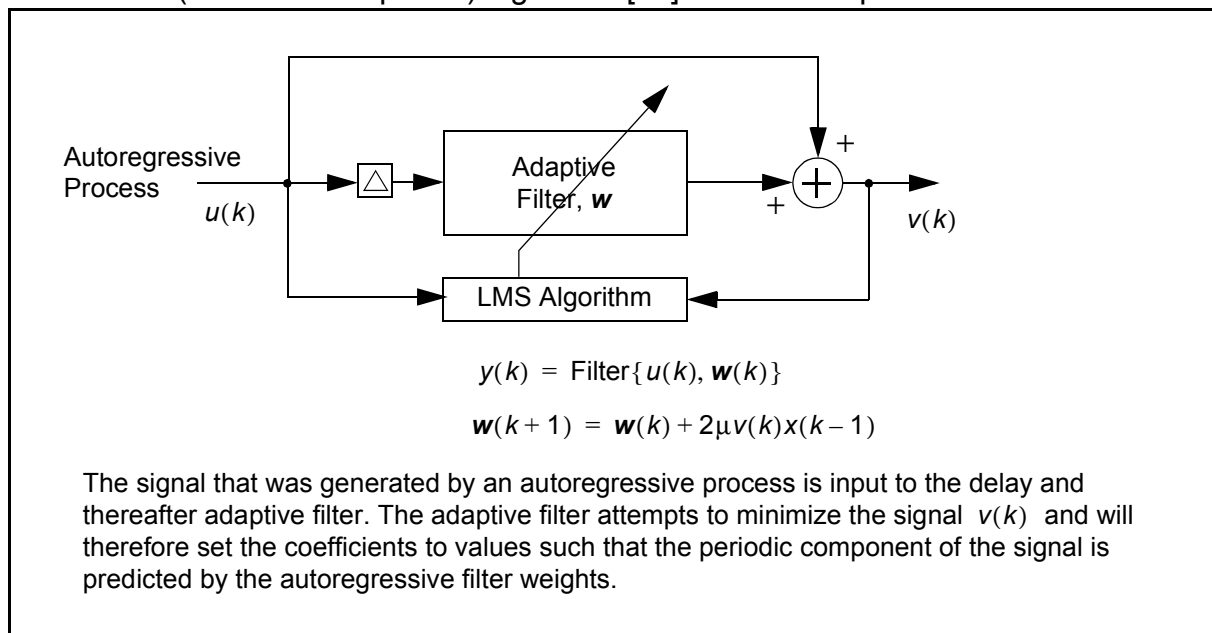 Autoregressive
Process
u(k)
△
Adaptive
Filter, w
+
+
+
v(k)
LMS Algorithm
y(k) = Filter{u(k), w(k)}
w(k+1) = w(k)+2μv(k)x(k–1)
The signal that was generated by an autoregressive process is input to the delay and
thereafter adaptive filter. The adaptive filter attempts to minimize the signal v(k) and will
therefore set the coefficients to values such that the periodic component of the signal is
predicted by the autoregressive filter weights.